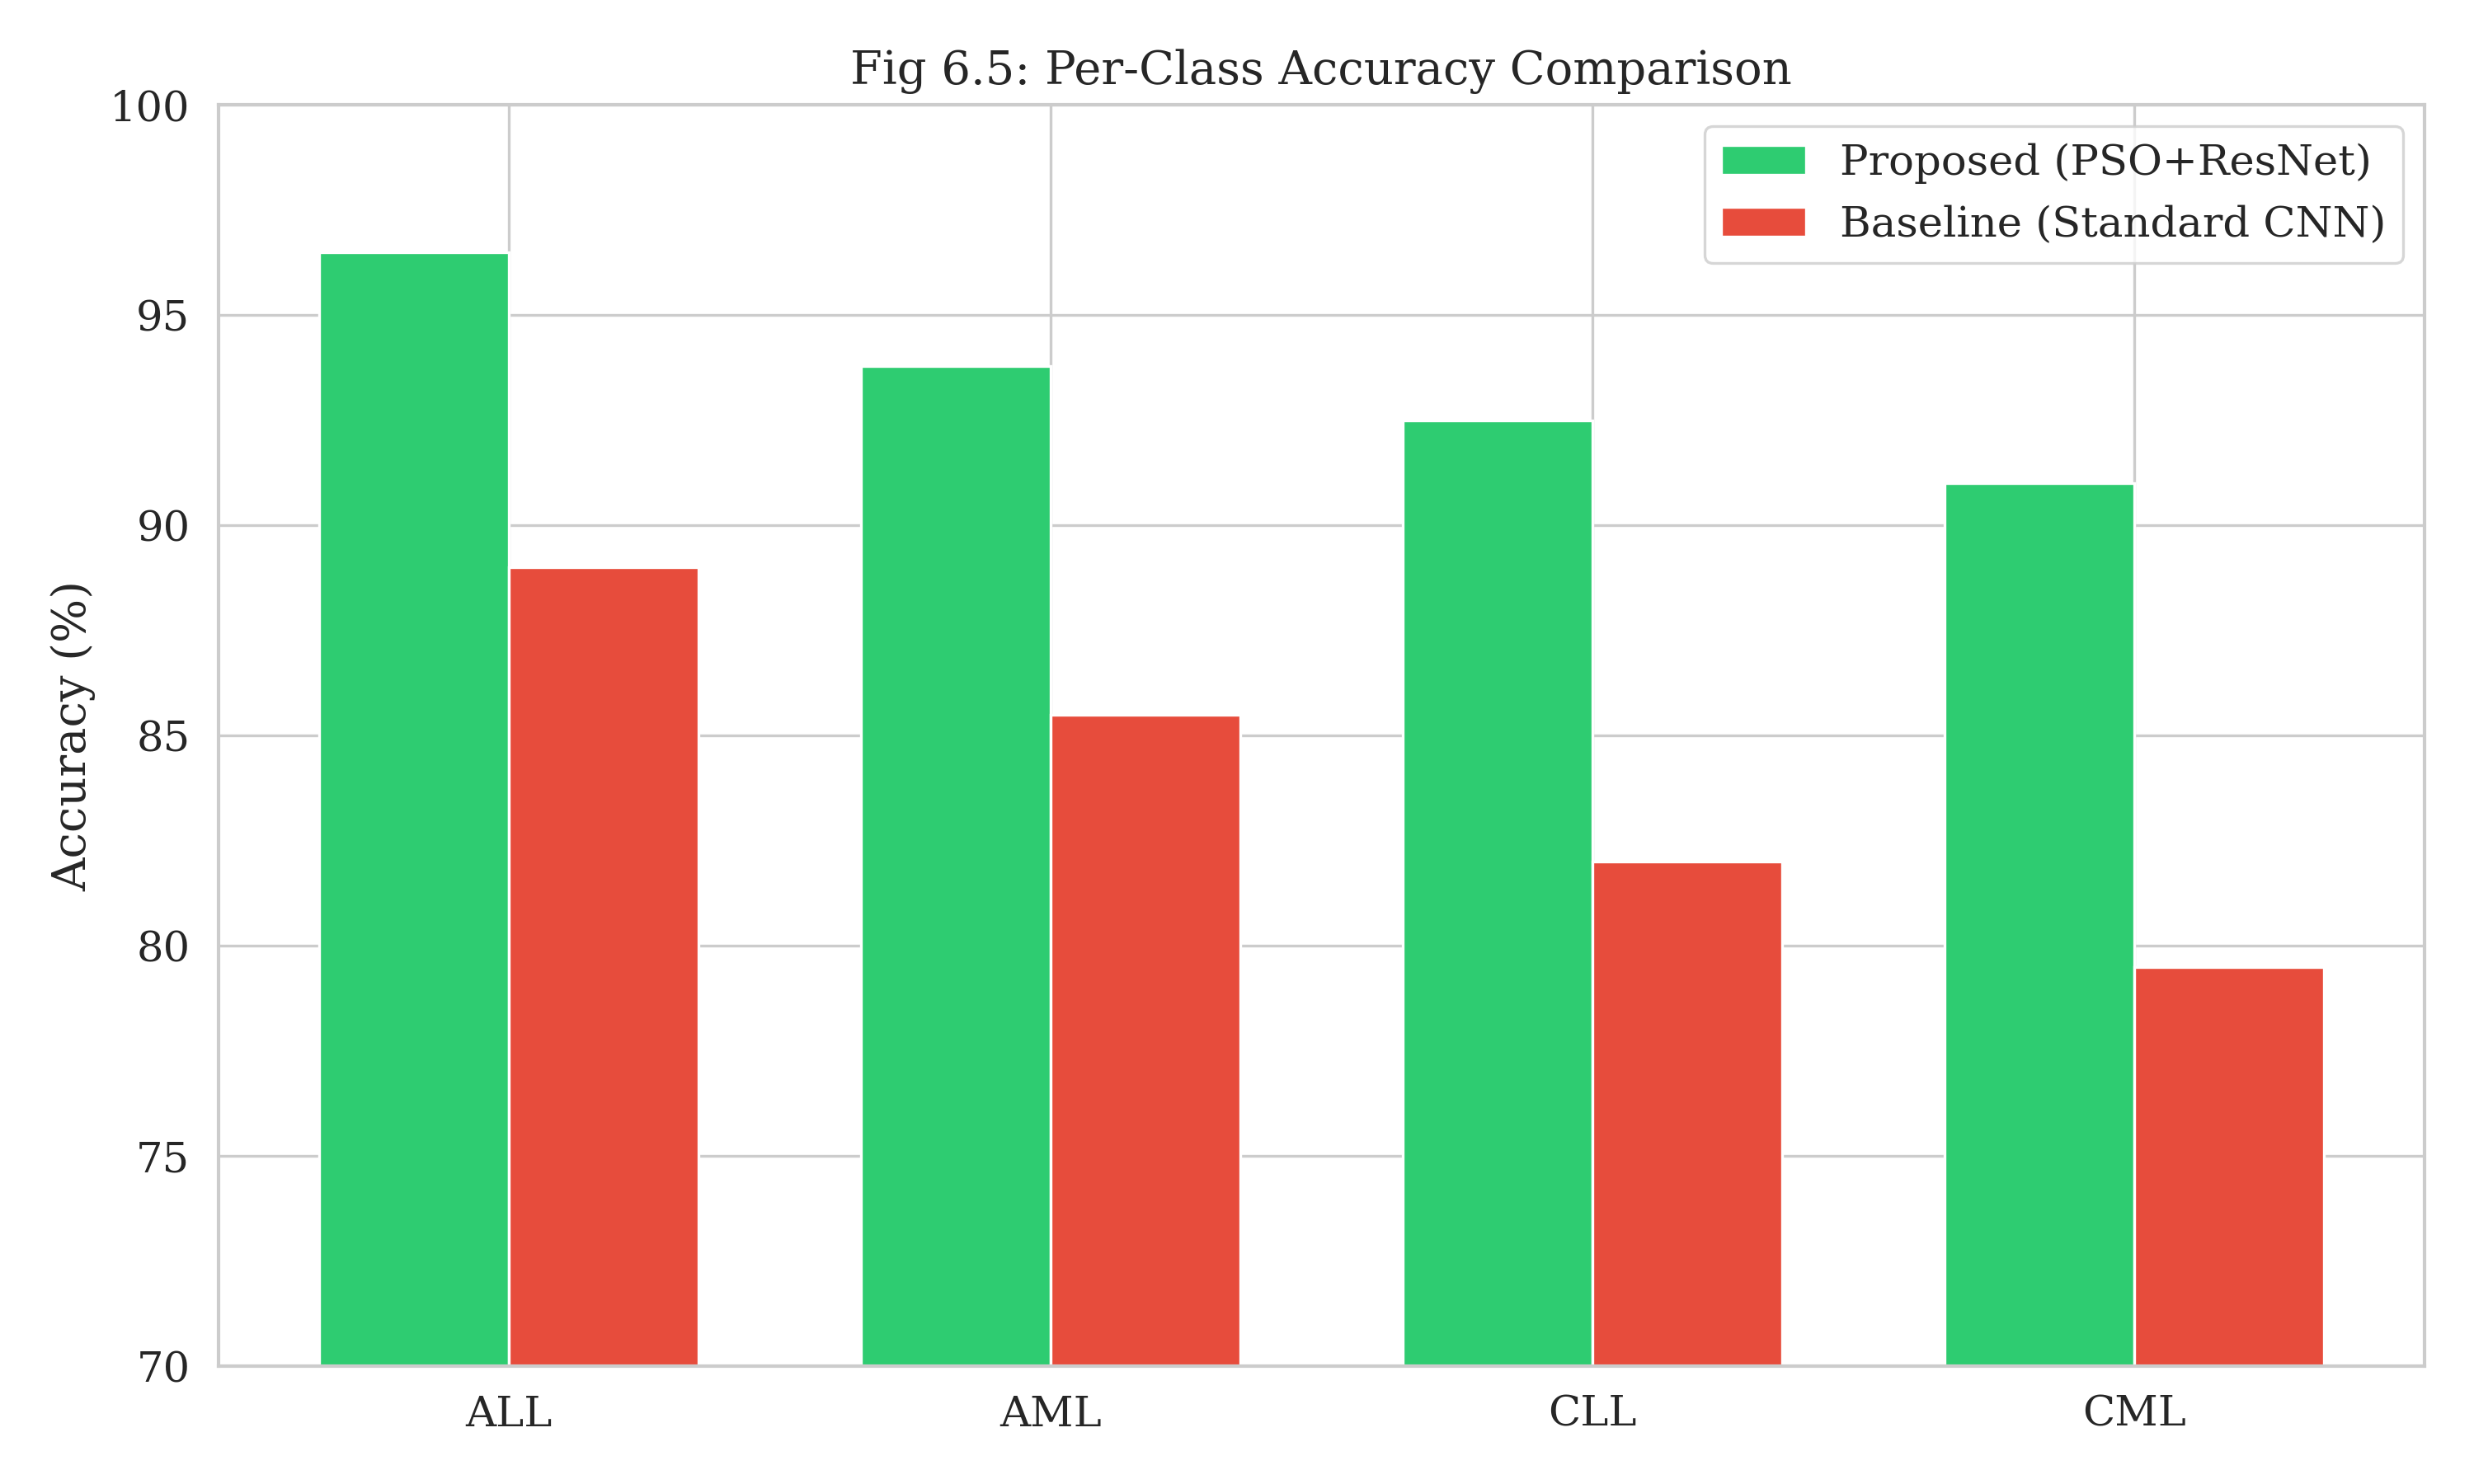 Fig 6.5: Per-Class Accuracy Comparison
Proposed (PSO+ResNet)
Baseline (Standard CNN)
Accuracy (%)
100
95
90
85
80
75
70
ALL
AML
CLL
CML